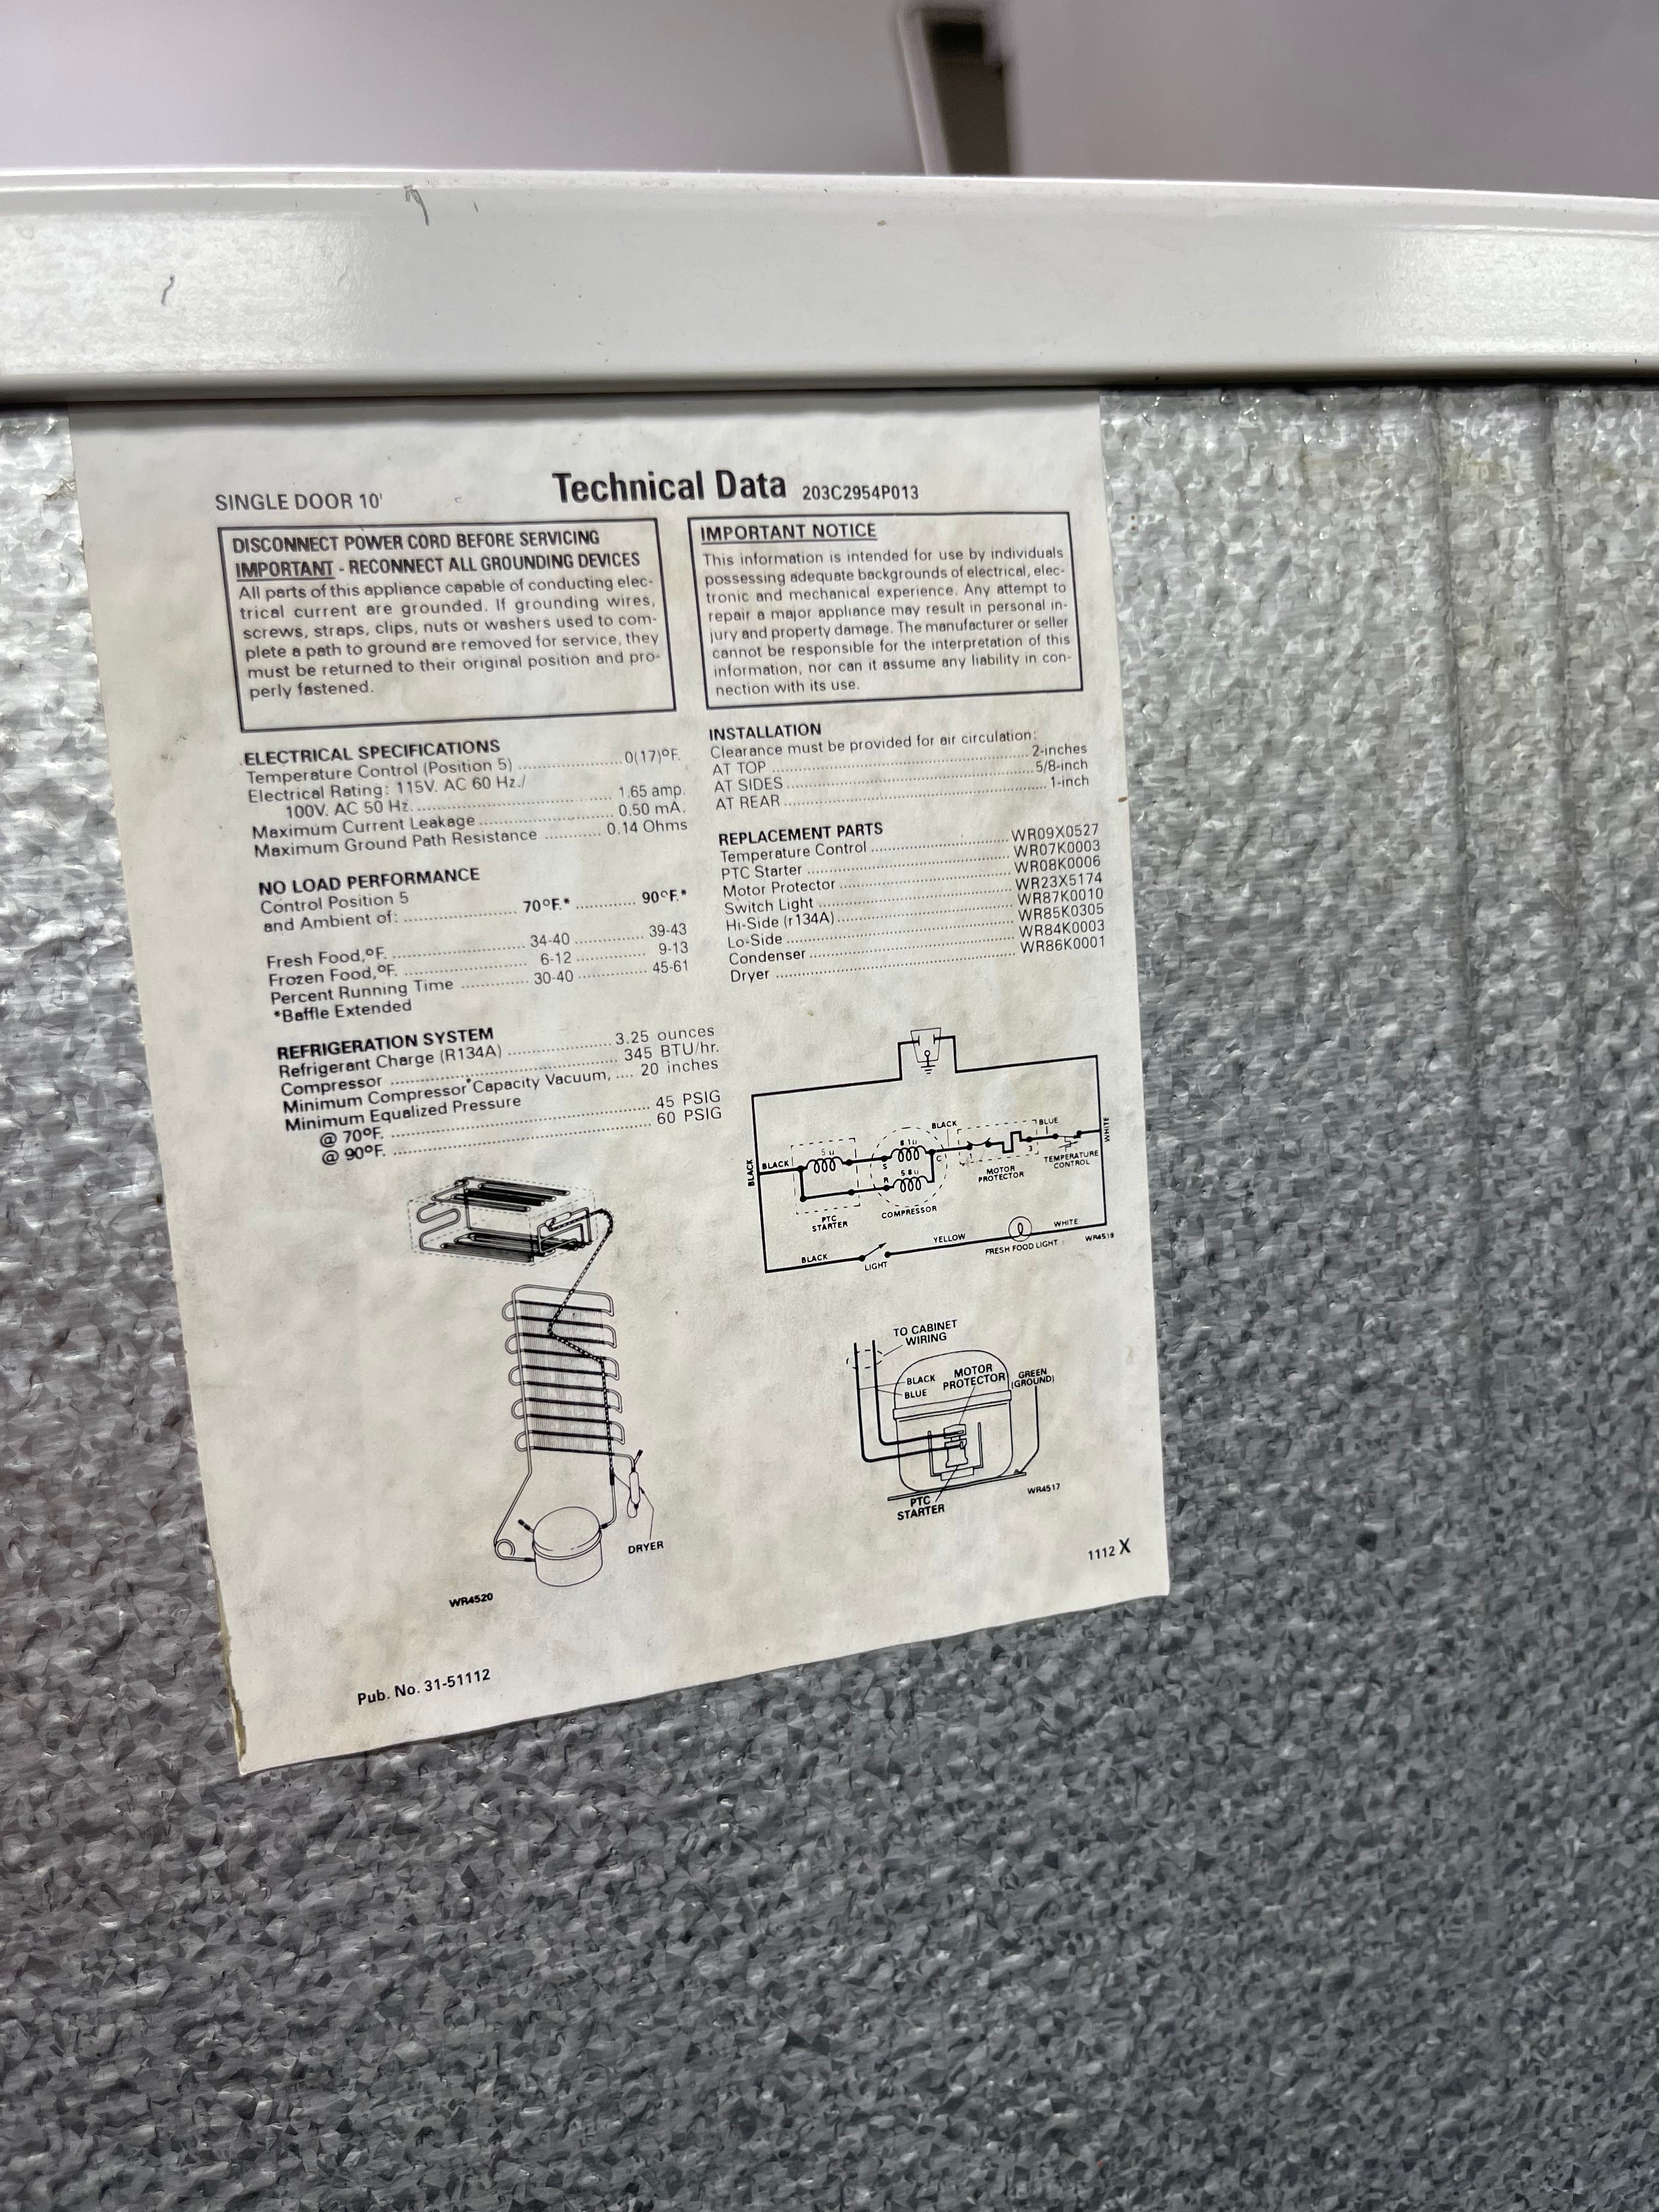 SINGLE DOOR 10'
Technical Data 203C2954P013
DISCONNECT POWER CORD BEFORE SERVICING
IMPORTANT - RECONNECT ALL GROUNDING DEVICES
All parts of this appliance capable of conducting elec-
trical current are grounded. If grounding wires,
screws, straps, clips, nuts or washers used to com-
plete a path to ground are removed for service, they
must be returned to their original position and pro-
perly fastened.
IMPORTANT NOTICE
This information is intended for use by individuals
possessing adequate backgrounds of electrical, elec-
tronic and mechanical experience. Any attempt to
repair a major appliance may result in personal in-
jury and property damage. The manufacturer or seller
cannot be responsible for the interpretation of this
information, nor can it assume any liability in con-
nection with its use.
ELECTRICAL SPECIFICATIONS
Temperature Control (Position 5) .................... 0(17)ºF.
Electrical Rating: 115V. AC 60 Hz./
100V. AC 50 Hz. .................... 1.65 amp.
Maximum Current Leakage .................... 0.50 mA.
Maximum Ground Path Resistance ............ 0.14 Ohms
NO LOAD PERFORMANCE
Control Position 5
and Ambient of: .................... 70ºF.* ............ 90ºF.*
Fresh Food,ºF. .................... 34-40 ............ 39-43
Frozen Food,ºF. .................... 6-12 ............ 9-13
Percent Running Time ............ 30-40 ............ 45-61
*Baffle Extended
REFRIGERATION SYSTEM
Refrigerant Charge (R134A) .................... 3.25 ounces
Compressor .................... 345 BTU/hr.
Minimum Compressor Capacity Vacuum, .... 20 inches
Minimum Equalized Pressure
@ 70ºF. .................... 45 PSIG
@ 90ºF. .................... 60 PSIG
INSTALLATION
Clearance must be provided for air circulation:
AT TOP .................... 2-inches
AT SIDES .................... 5/8-inch
AT REAR .................... 1-inch
REPLACEMENT PARTS
Temperature Control .................... WR09X0527
PTC Starter .................... WR07K0003
Motor Protector .................... WR08K0006
Switch Light .................... WR23X5174
Hi-Side (r134A) .................... WR87K0010
Lo-Side .................... WR85K0305
Condenser .................... WR84K0003
Dryer .................... WR86K0001
BLACK
BLACK
5
PTC
STARTER
S
R
8.1
5.8
C
COMPRESSOR
BLACK
1
3
MOTOR
PROTECTOR
BLUE
TEMPERATURE
CONTROL
WHITE
BLACK
LIGHT
YELLOW
FRESH FOOD LIGHT
WHITE
WR4519
DRYER
WR4520
TO CABINET
WIRING
BLACK
BLUE
MOTOR
PROTECTOR
GREEN
(GROUND)
PTC
STARTER
WR4517
1112 X
Pub. No. 31-51112